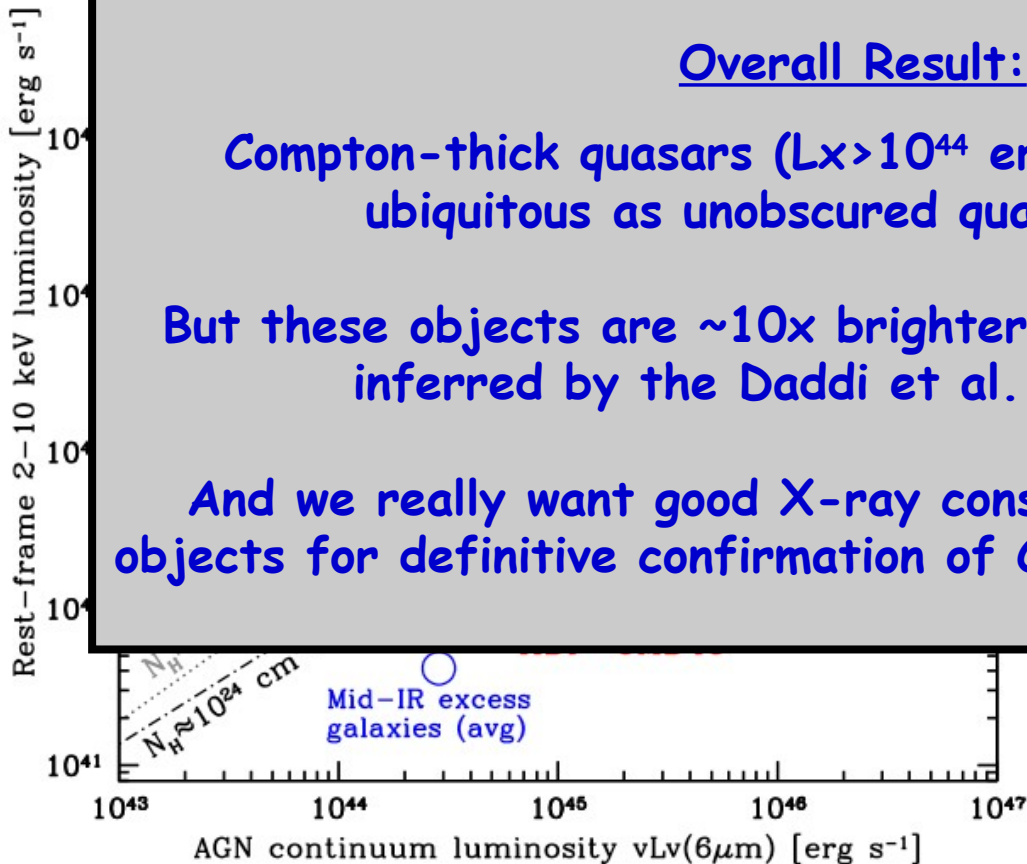 Rest-frame 2-10 keV luminosity [erg s⁻¹]
Overall Result:
Compton-thick quasars (Lx>10⁴⁴
ubiquitous as unobscured
But these objects are ~10x brighter
inferred by the Daddi et al.
And we really want good X-ray
objects for definitive confirmation of
N_H
N_H≈10²⁴ cm
Mid-IR excess
galaxies (avg)
10⁴¹
10⁴³ 10⁴⁴ 10⁴⁵ 10⁴⁶ 10⁴⁷
AGN continuum luminosity νLν(6μm) [erg s⁻¹]